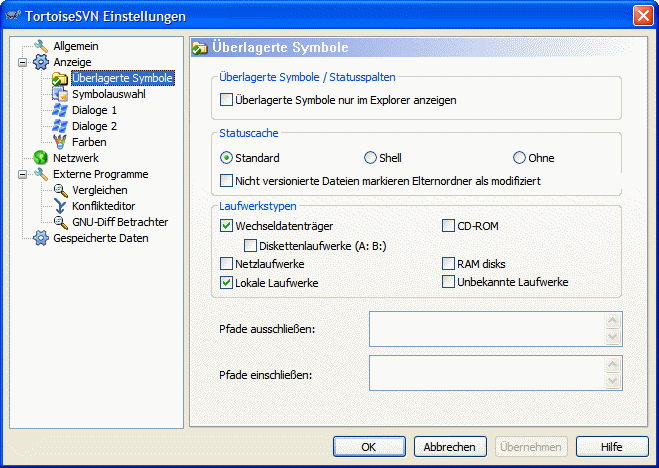 TortoiseSVN Einstellungen
Allgemein
Anzeige
Überlagerte Symbole
Symbolauswahl
Dialoge 1
Dialoge 2
Farben
Netzwerk
Externe Programme
Vergleichen
Konflikteditor
GNU-Diff Betrachter
Gespeicherte Daten
Überlagerte Symbole
Überlagerte Symbole / Statusspalten
Überlagerte Symbole nur im Explorer anzeigen
Statuscache
Standard Shell Ohne
Nicht versionierte Dateien markieren Elternordner als modifiziert
Laufwerkstypen
Wechseldatenträger CD-ROM
Diskettenlaufwerke (A: B:)
Netzlaufwerke RAM disks
Lokale Laufwerke Unbekannte Laufwerke
Pfade ausschließen:
Pfade einschließen:
OK Abbrechen Übernehmen Hilfe